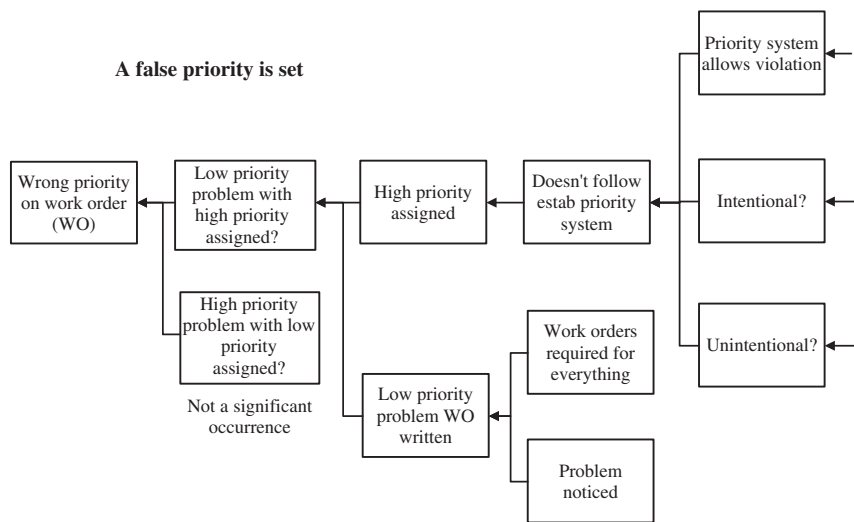 A false priority is set
Priority system
allows violation
Wrong priority
on work order
(WO)
Low priority
problem with
high priority
assigned?
High priority
assigned
Doesn't follow
estab priority
system
Intentional?
High priority
problem with low
priority
assigned?
Not a significant
occurrence
Low priority
problem WO
written
Work orders
required for
everything
Unintentional?
Problem
noticed